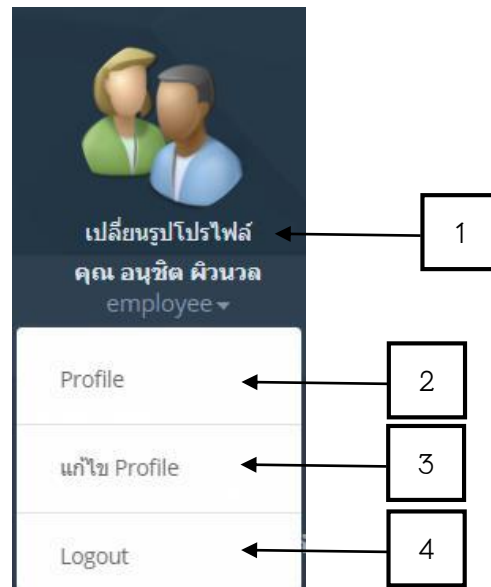 เปลี่ยนรูปโปรไฟล์
1
คุณ อนุชิต ผิวนวล
employee
Profile
2
แก้ไข Profile
3
Logout
4